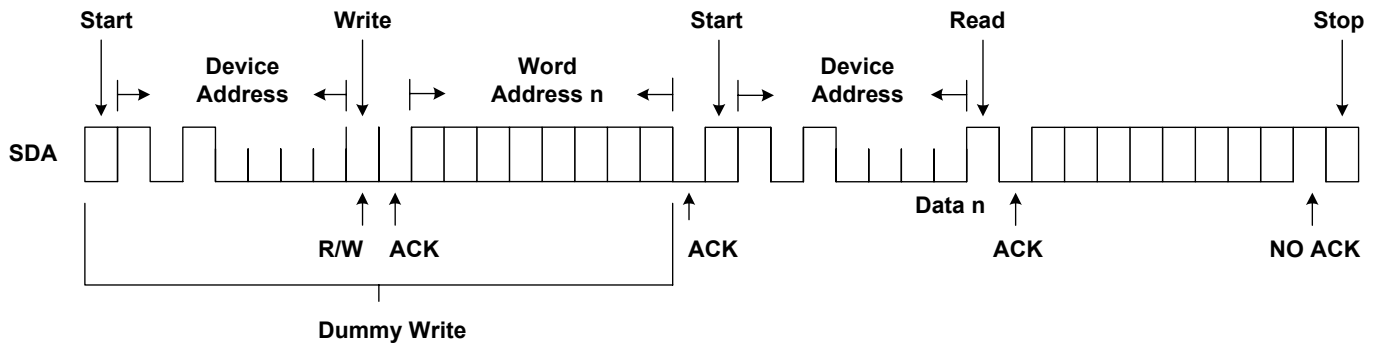 Start Write Start Read Stop
Device Address Word Address n Device Address
SDA
Data n
R/W ACK ACK ACK NO ACK
Dummy Write